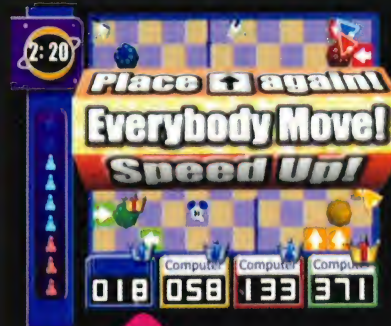 2:20
Place ↑ again!
Everybody Move!
Speed Up!
Computer Computer Computer
018 058 133 371